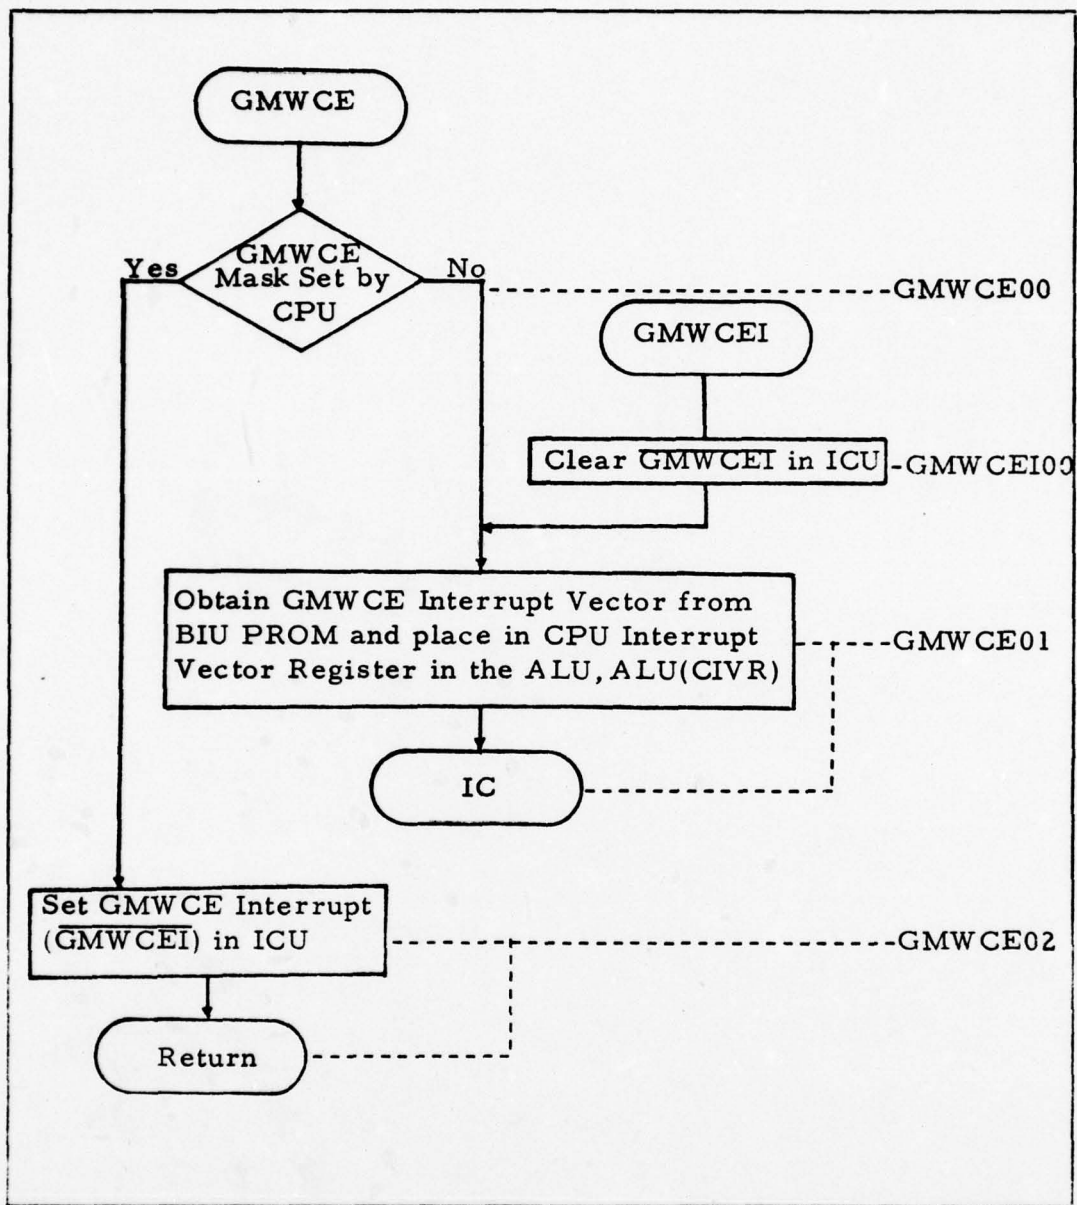 GMWCE
GMWCE
Mask Set by
CPU
Yes
No
GMWCE00
GMWCEI
Clear GMWCEI in ICU
GMWCEI00
Obtain GMWCE Interrupt Vector from
BIU PROM and place in CPU Interrupt
Vector Register in the ALU, ALU(CIVR)
GMWCE01
IC
Set GMWCE Interrupt
(GMWCEI) in ICU
GMWCE02
Return